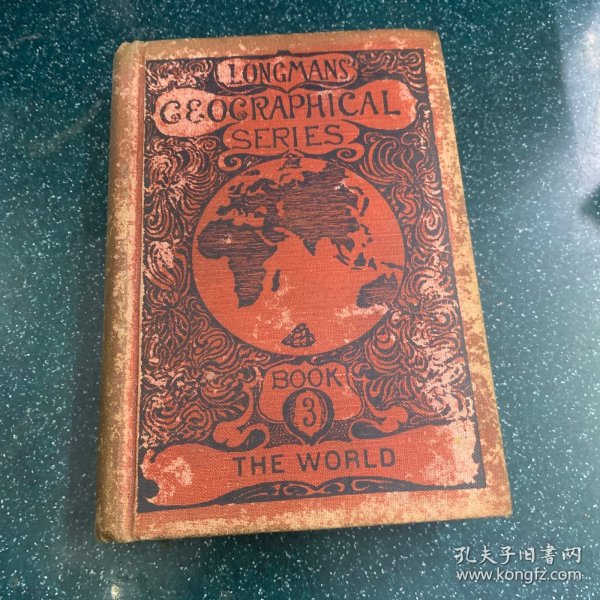 LONGMANS'
GEOGRAPHICAL
SERIES
BOOK
3
THE WORLD
孔夫子旧书网
www.kongfz.com